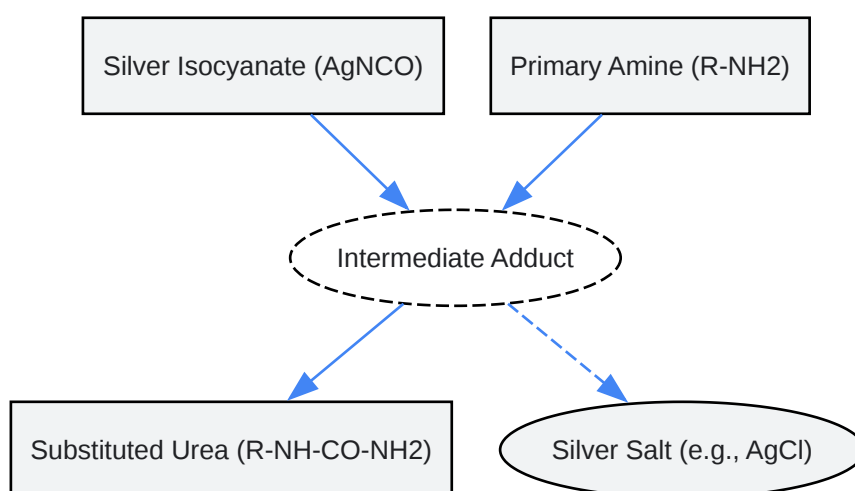 Silver Isocyanate (AgNCO)
Primary Amine (R-NH2)
Intermediate Adduct
Substituted Urea (R-NH-CO-NH2)
Silver Salt (e.g., AgCl)